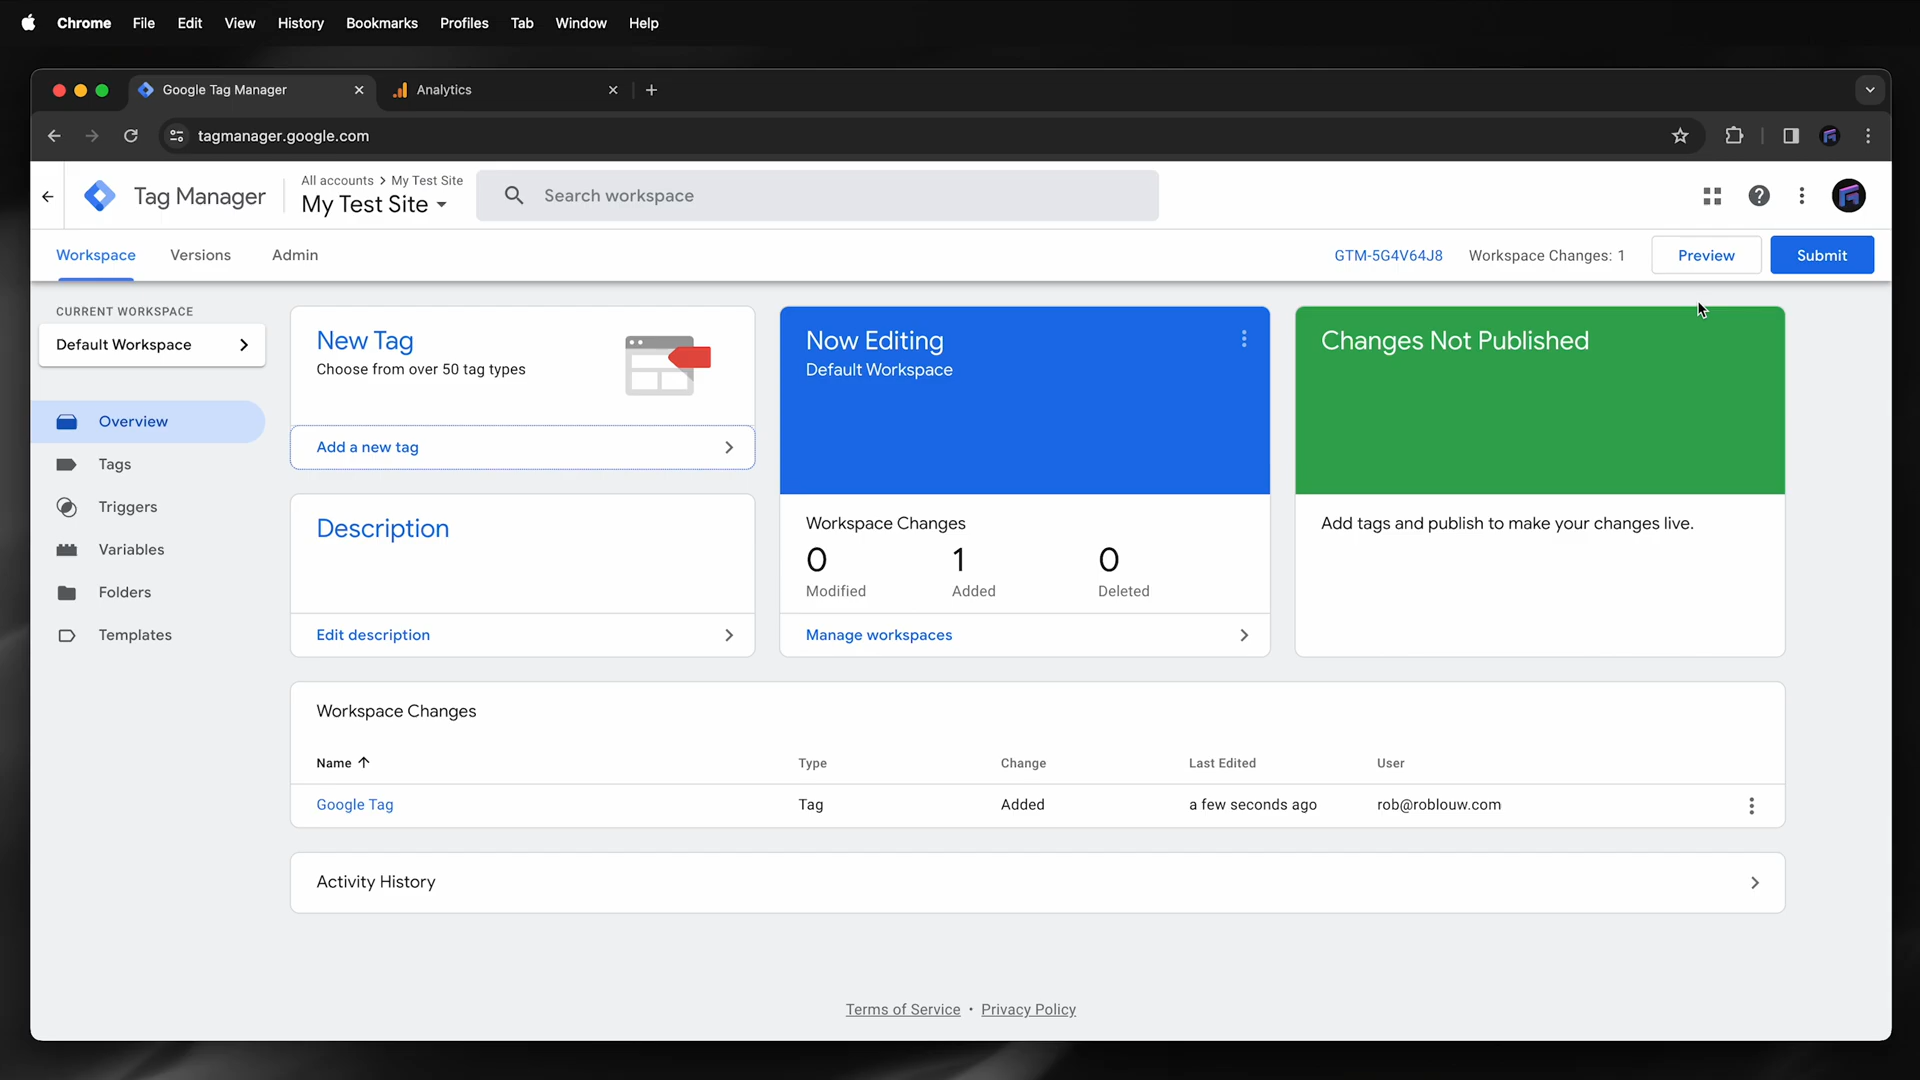 Chrome File Edit View History Bookmarks Profiles Tab Window Help
Google Tag Manager
Analytics
tagmanager.google.com
Tag Manager
All accounts > My Test Site
My Test Site
Search workspace
Workspace
Versions
Admin
GTM-5G4V64J8
Workspace Changes: 1
Preview
Submit
CURRENT WORKSPACE
Default Workspace
Overview
Tags
Triggers
Variables
Folders
Templates
New Tag
Choose from over 50 tag types
Add a new tag
Description
Edit description
Now Editing
Default Workspace
Workspace Changes
0 1 0
Modified Added Deleted
Manage workspaces
Changes Not Published
Add tags and publish to make your changes live.
Workspace Changes
Name Type Change Last Edited User
Google Tag Tag Added a few seconds ago rob@roblouw.com
Activity History
Terms of Service • Privacy Policy